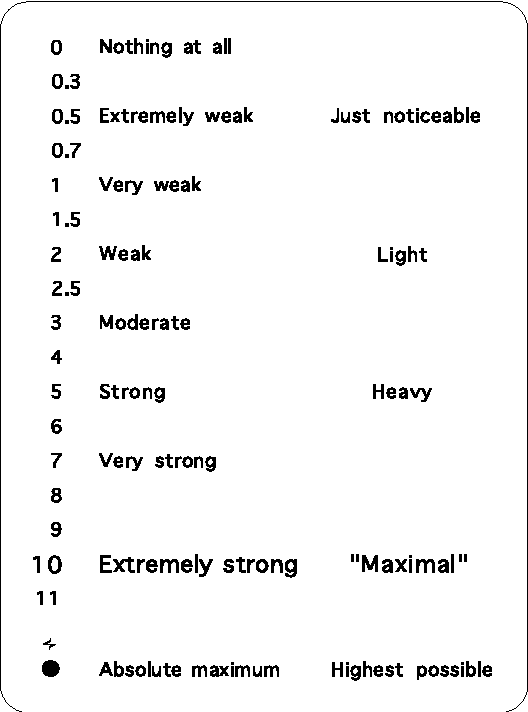 0 Nothing at all
0.3
0.5 Extremely weak Just noticeable
0.7
1 Very weak
1.5
2 Weak Light
2.5
3 Moderate
4
5 Strong Heavy
6
7 Very strong
8
9
10 Extremely strong "Maximal"
11
● Absolute maximum Highest possible